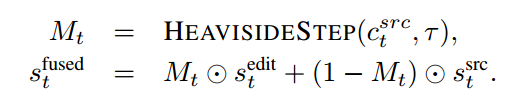 M_t = HEAVISIDESTEP(c_t^{src}, τ),
s_t^{fused} = M_t ⊙ s_t^{edit} + (1 − M_t) ⊙ s_t^{src}.